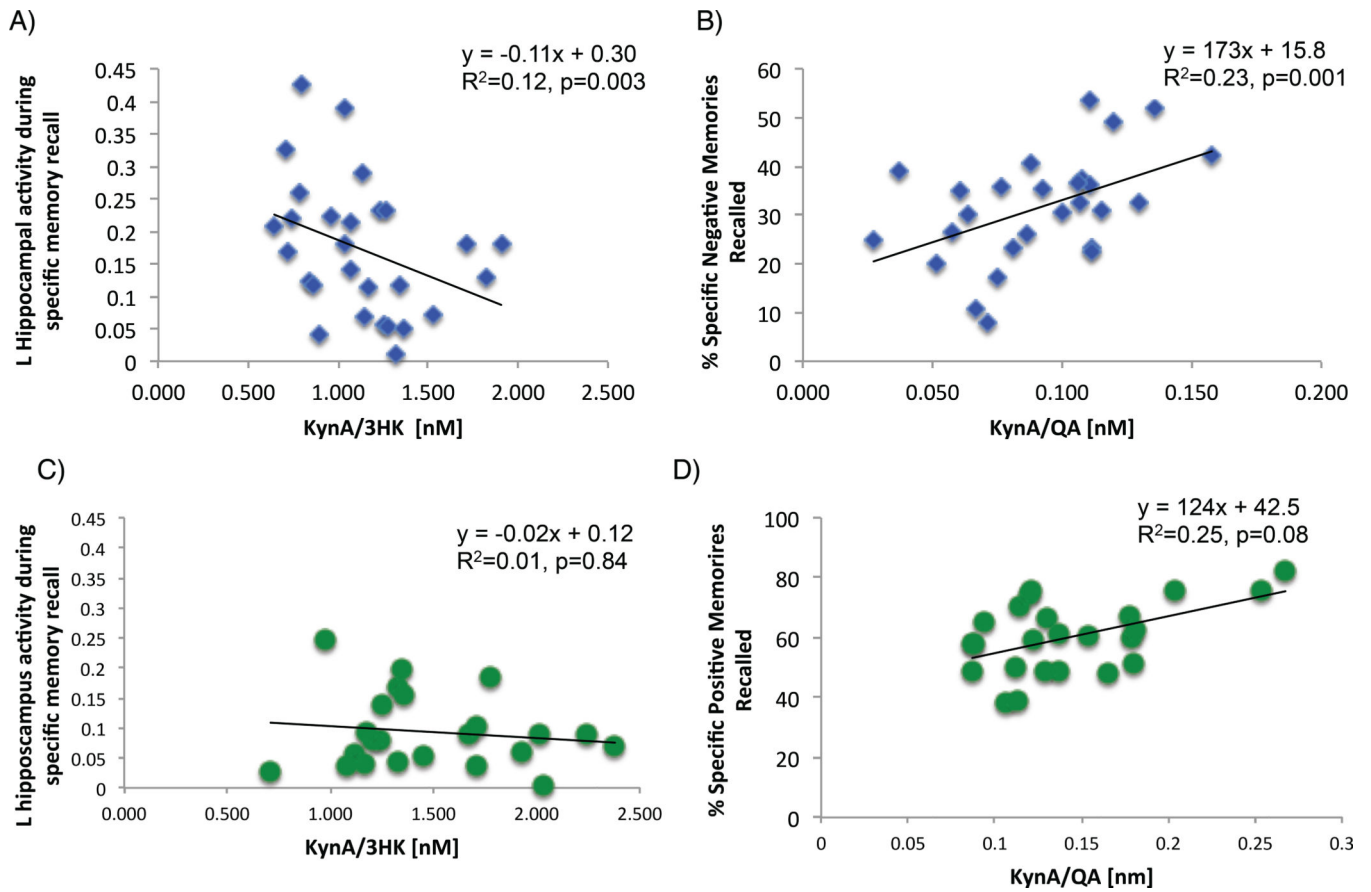 A)
y = -0.11x + 0.30
R²=0.12, p=0.003
L Hippocampal activity during
specific memory recall
0.45
0.4
0.35
0.3
0.25
0.2
0.15
0.1
0.05
0
0.000 0.500 1.000 1.500 2.000 2.500
KynA/3HK [nM]
B)
y = 173x + 15.8
R²=0.23, p=0.001
% Specific Negative Memories
Recalled
60
50
40
30
20
10
0
0.000 0.050 0.100 0.150 0.200
KynA/QA [nM]
C)
y = -0.02x + 0.12
R²=0.01, p=0.84
L hipposcampus activity during
specific memory recall
0.45
0.4
0.35
0.3
0.25
0.2
0.15
0.1
0.05
0
0.000 0.500 1.000 1.500 2.000 2.500
KynA/3HK [nM]
D)
y = 124x + 42.5
R²=0.25, p=0.08
% Specific Positive Memorires
Recalled
100
80
60
40
20
0
0 0.05 0.1 0.15 0.2 0.25 0.3
KynA/QA [nm]